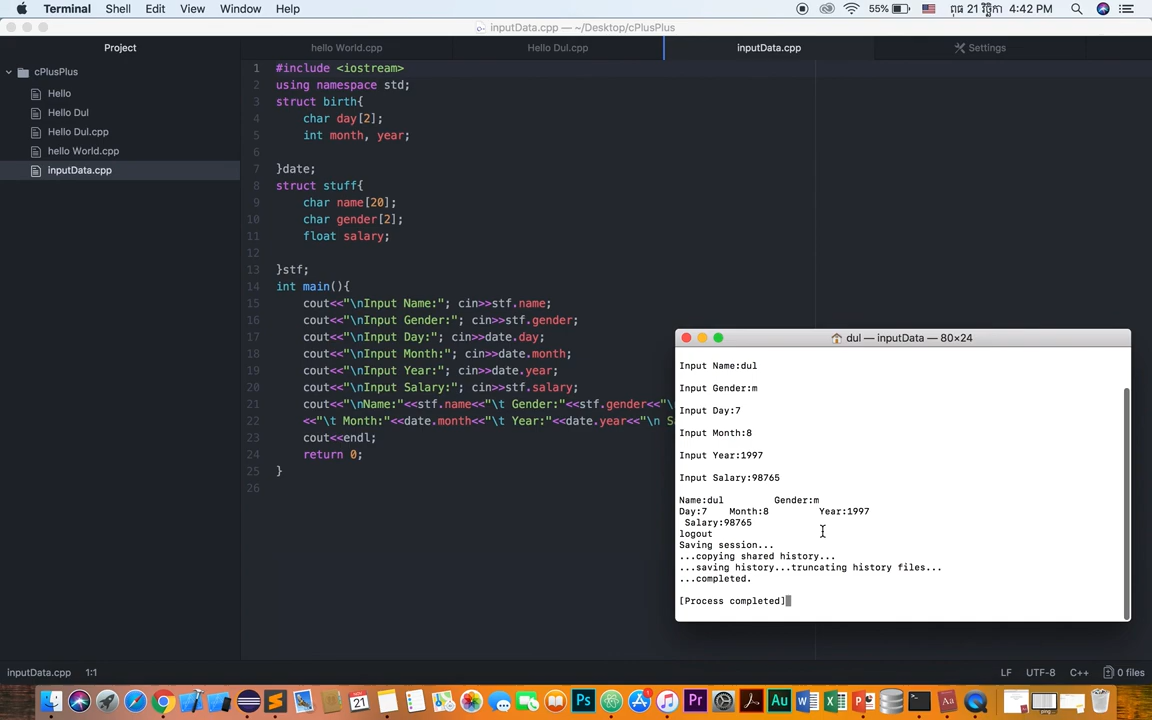 Terminal Shell Edit View Window Help 55% ពុធ 21 វិច្ឆិកា 4:42 PM
inputData.cpp — ~/Desktop/cPlusPlus
Project hello World.cpp Hello Dul.cpp inputData.cpp Settings
cPlusPlus
Hello
Hello Dul
Hello Dul.cpp
hello World.cpp
inputData.cpp
1 #include <iostream>
2 using namespace std;
3 struct birth{
4 char day[2];
5 int month, year;
6
7 }date;
8 struct stuff{
9 char name[20];
10 char gender[2];
11 float salary;
12
13 }stf;
14 int main(){
15 cout<<"\nInput Name:"; cin>>stf.name;
16 cout<<"\nInput Gender:"; cin>>stf.gender;
17 cout<<"\nInput Day:"; cin>>date.day;
18 cout<<"\nInput Month:"; cin>>date.month;
19 cout<<"\nInput Year:"; cin>>date.year;
20 cout<<"\nInput Salary:"; cin>>stf.salary;
21 cout<<"\nName:"<<stf.name<<"\t Gender:"<<stf.gender<<"\
22 <<"\t Month:"<<date.month<<"\t Year:"<<date.year<<"\n S
23 cout<<endl;
24 return 0;
25 }
26
dul — inputData — 80×24
Input Name:dul
Input Gender:m
Input Day:7
Input Month:8
Input Year:1997
Input Salary:98765
Name:dul Gender:m
Day:7 Month:8 Year:1997
Salary:98765
logout
Saving session...
...copying shared history...
...saving history...truncating history files...
...completed.
[Process completed]
inputData.cpp 1:1 LF UTF-8 C++ 0 files